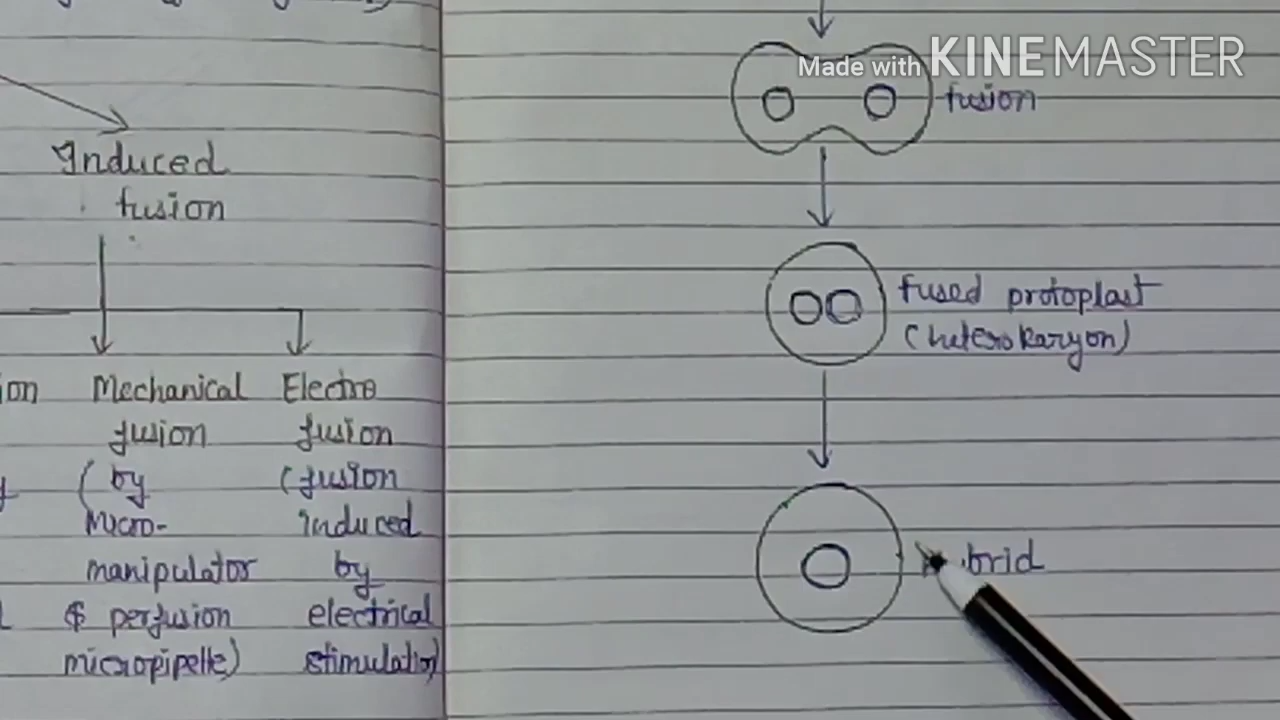 Induced
fusion
ion
Mechanical
fusion
(by
Micro-
manipulator
& perfusion
micropipette)
Electro
fusion
(fusion
induced
by
electrical
stimulation)
Made with KINEMASTER
fusion
fused protoplast
(heterokaryon)
brid